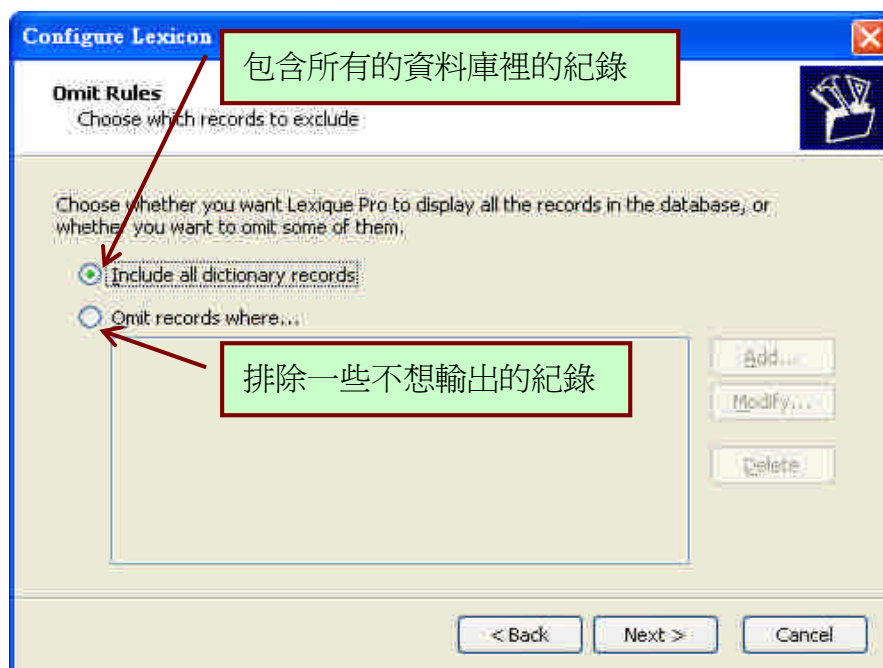 Configure Lexicon
包含所有的資料庫裡的紀錄
Omit Rules
Choose which records to exclude
Choose whether you want Lexique Pro to display all the records in the database, or
whether you want to omit some of them.
Include all dictionary records
Omit records where...
排除一些不想輸出的紀錄
Add...
Modify...
Delete
< Back
Next >
Cancel